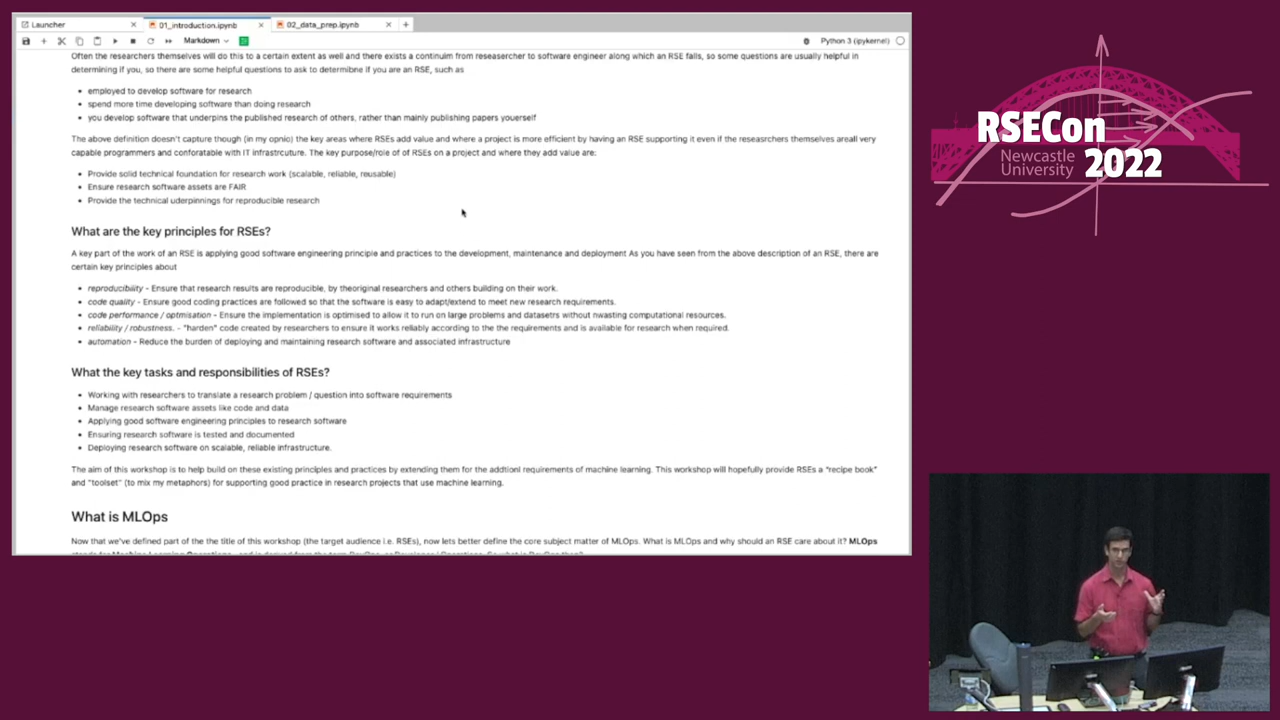 Launcher
01_introduction.ipynb
02_data_prep.ipynb
Markdown
Python 3 (ipykernel)
Often the researchers themselves will do this to a certain extent as well and there exists a continuim from reseasercher to software engineer along which an RSE falls, so some questions are usually helpful in
determining if you, so there are some helpful questions to ask to determibne if you are an RSE, such as
employed to develop software for research
spend more time developing software than doing research
you develop software that underpins the published research of others, rather than mainly publishing papers youerself
The above definition doesn't capture though (in my opnio) the key areas where RSEs add value and where a project is more efficient by having an RSE supporting it even if the reseasrchers themselves areall very
capable programmers and conforatable with IT infrastrcuture. The key purpose/role of of RSEs on a project and where they add value are:
Provide solid technical foundation for research work (scalable, reliable, reusable)
Ensure research software assets are FAIR
Provide the technical uderpinnings for reproducible research
What are the key principles for RSEs?
A key part of the work of an RSE is applying good software engineering principle and practices to the development, maintenance and deployment As you have seen from the above description of an RSE, there are
certain key principles about
reproducibility - Ensure that research results are reproducible, by theoriginal researchers and others building on their work.
code quality - Ensure good coding practices are followed so that the software is easy to adapt/extend to meet new research requirements.
code performance / optmisation - Ensure the implementation is optimised to allow it to run on large problems and datasetrs without nwasting computational resources.
reliability / robustness. - "harden" code created by researchers to ensure it works reliably according to the the requirements and is available for research when required.
automation - Reduce the burden of deploying and maintaining research software and associated infrastructure
What the key tasks and responsibilities of RSEs?
Working with researchers to translate a research problem / question into software requirements
Manage research software assets like code and data
Applying good software engineering principles to research software
Ensuring research software is tested and documented
Deploying research software on scalable, reliable infrastructure.
The aim of this workshop is to help build on these existing principles and practices by extending them for the addtionl requirements of machine learning. This workshop will hopefully provide RSEs a "recipe book"
and "toolset" (to mix my metaphors) for supporting good practice in research projects that use machine learning.
What is MLOps
Now that we've defined part of the the title of this workshop (the target audience i.e. RSEs), now lets better define the core subject matter of MLOps. What is MLOps and why should an RSE care about it? MLOps
RSECon
Newcastle
University
2022